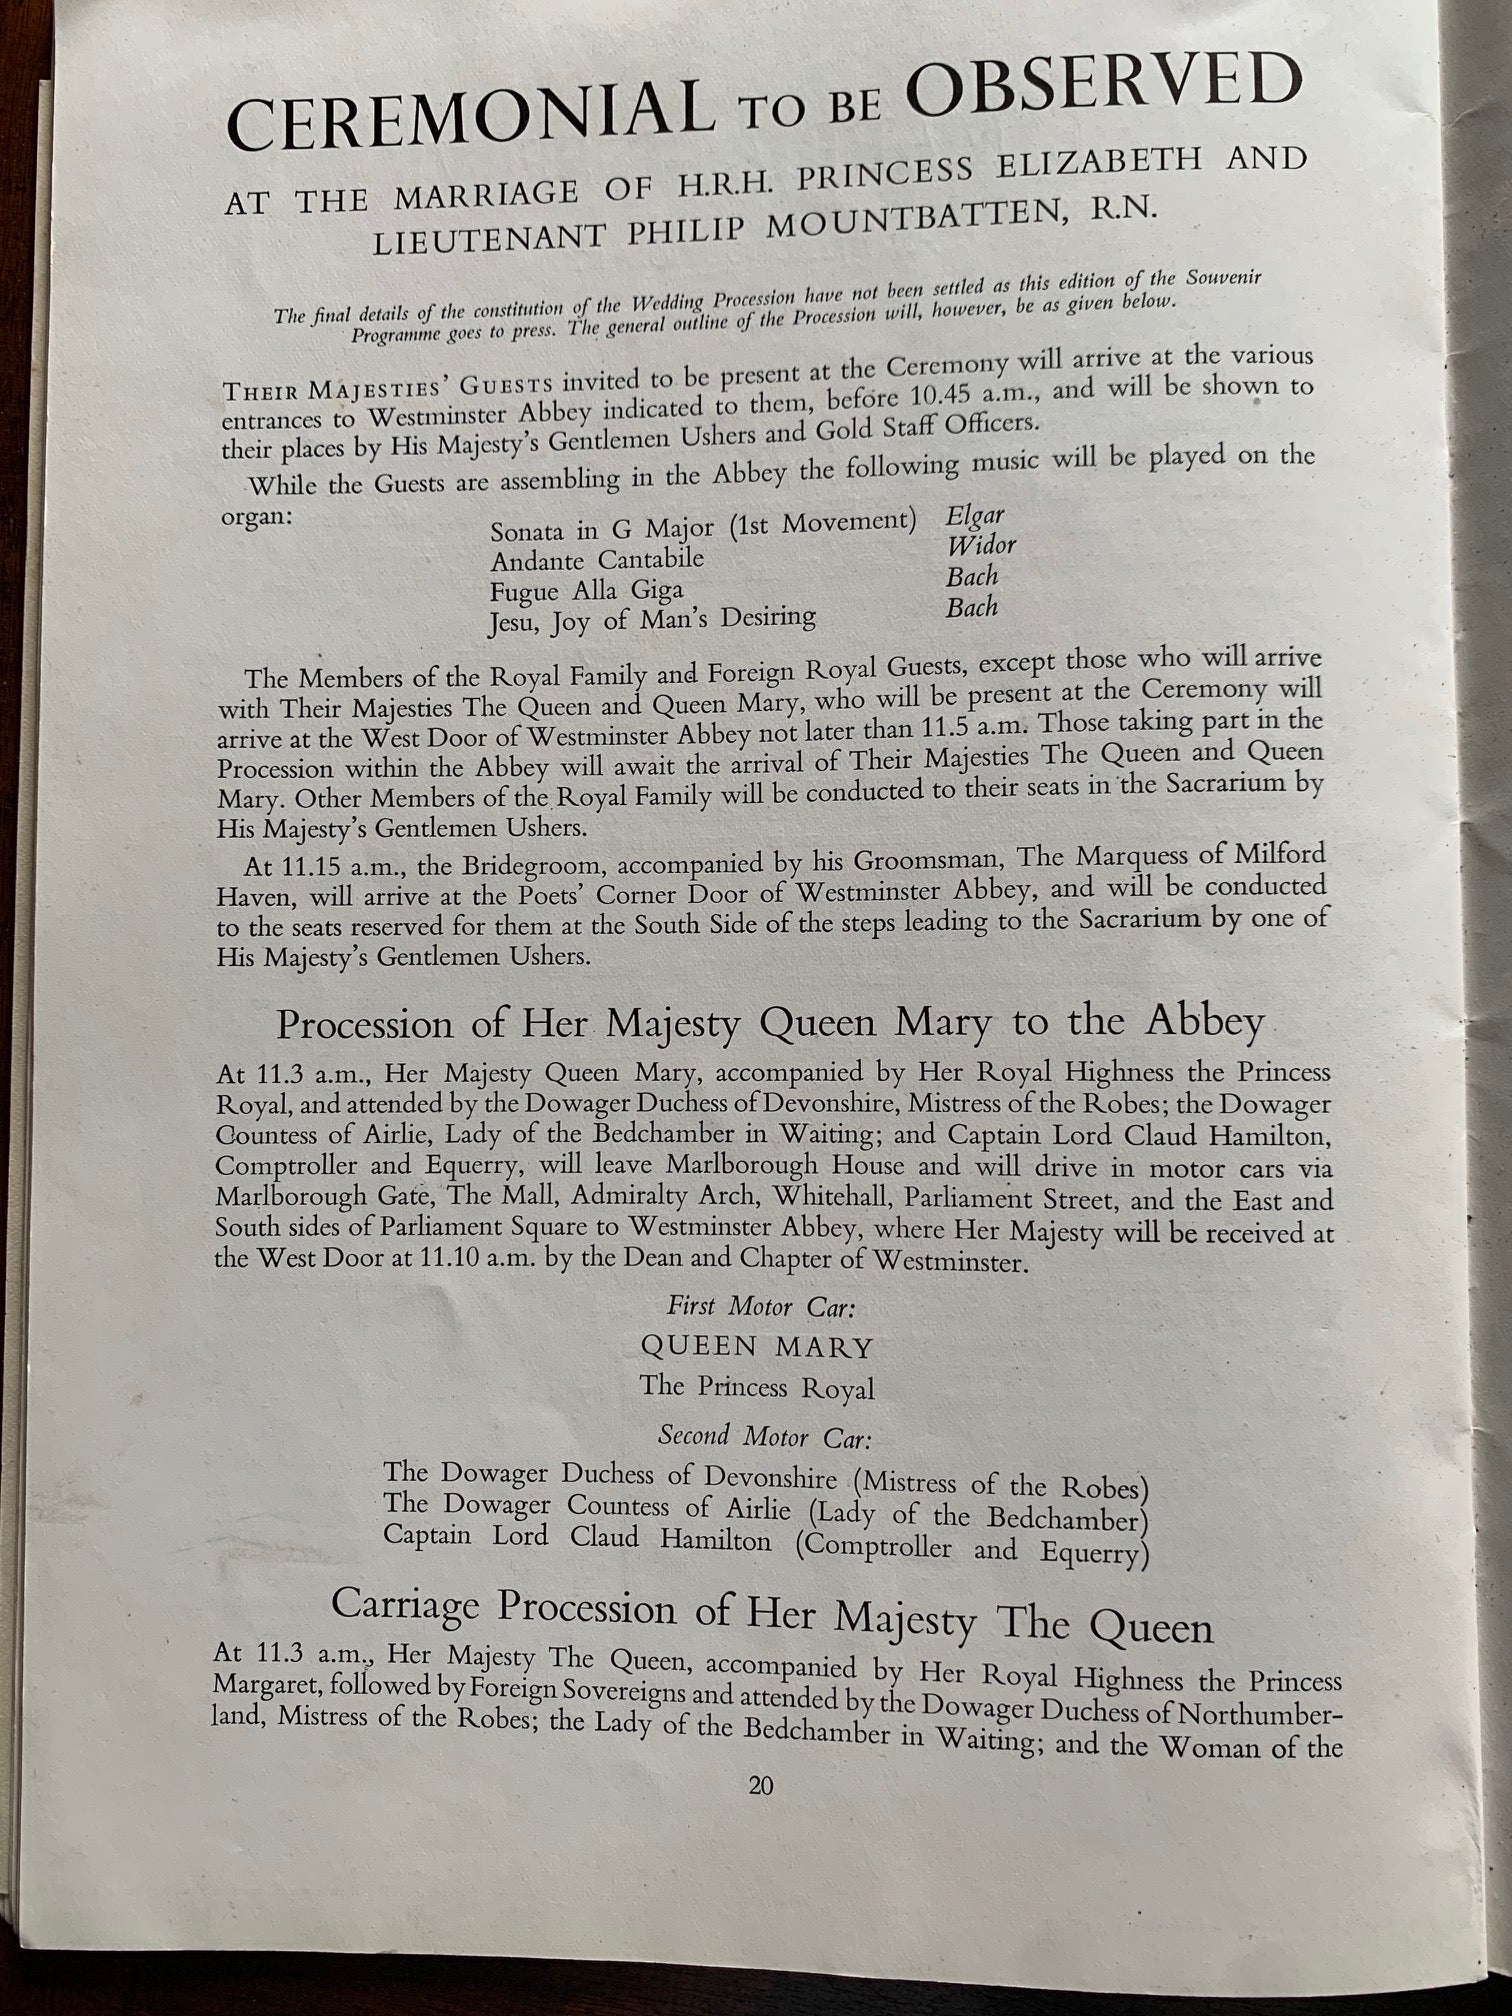 CEREMONIAL TO BE OBSERVED
AT THE MARRIAGE OF H.R.H. PRINCESS ELIZABETH AND
LIEUTENANT PHILIP MOUNTBATTEN, R.N.
The final details of the constitution of the Wedding Procession have not been settled as this edition of the Souvenir
Programme goes to press. The general outline of the Procession will, however, be as given below.
THEIR MAJESTIES' GUESTS invited to be present at the Ceremony will arrive at the various
entrances to Westminster Abbey indicated to them, before 10.45 a.m., and will be shown to
their places by His Majesty's Gentlemen Ushers and Gold Staff Officers.
While the Guests are assembling in the Abbey the following music will be played on the
organ:
Sonata in G Major (1st Movement) Elgar
Andante Cantabile Widor
Fugue Alla Giga Bach
Jesu, Joy of Man's Desiring Bach
The Members of the Royal Family and Foreign Royal Guests, except those who will arrive
with Their Majesties The Queen and Queen Mary, who will be present at the Ceremony will
arrive at the West Door of Westminster Abbey not later than 11.5 a.m. Those taking part in the
Procession within the Abbey will await the arrival of Their Majesties The Queen and Queen
Mary. Other Members of the Royal Family will be conducted to their seats in the Sacrarium by
His Majesty's Gentlemen Ushers.
At 11.15 a.m., the Bridegroom, accompanied by his Groomsman, The Marquess of Milford
Haven, will arrive at the Poets' Corner Door of Westminster Abbey, and will be conducted
to the seats reserved for them at the South Side of the steps leading to the Sacrarium by one of
His Majesty's Gentlemen Ushers.
Procession of Her Majesty Queen Mary to the Abbey
At 11.3 a.m., Her Majesty Queen Mary, accompanied by Her Royal Highness the Princess
Royal, and attended by the Dowager Duchess of Devonshire, Mistress of the Robes; the Dowager
Countess of Airlie, Lady of the Bedchamber in Waiting; and Captain Lord Claud Hamilton,
Comptroller and Equerry, will leave Marlborough House and will drive in motor cars via
Marlborough Gate, The Mall, Admiralty Arch, Whitehall, Parliament Street, and the East and
South sides of Parliament Square to Westminster Abbey, where Her Majesty will be received at
the West Door at 11.10 a.m. by the Dean and Chapter of Westminster.
First Motor Car:
QUEEN MARY
The Princess Royal
Second Motor Car:
The Dowager Duchess of Devonshire (Mistress of the Robes)
The Dowager Countess of Airlie (Lady of the Bedchamber)
Captain Lord Claud Hamilton (Comptroller and Equerry)
Carriage Procession of Her Majesty The Queen
At 11.3 a.m., Her Majesty The Queen, accompanied by Her Royal Highness the Princess
Margaret, followed by Foreign Sovereigns and attended by the Dowager Duchess of Northumber-
land, Mistress of the Robes; the Lady of the Bedchamber in Waiting; and the Woman of the
20